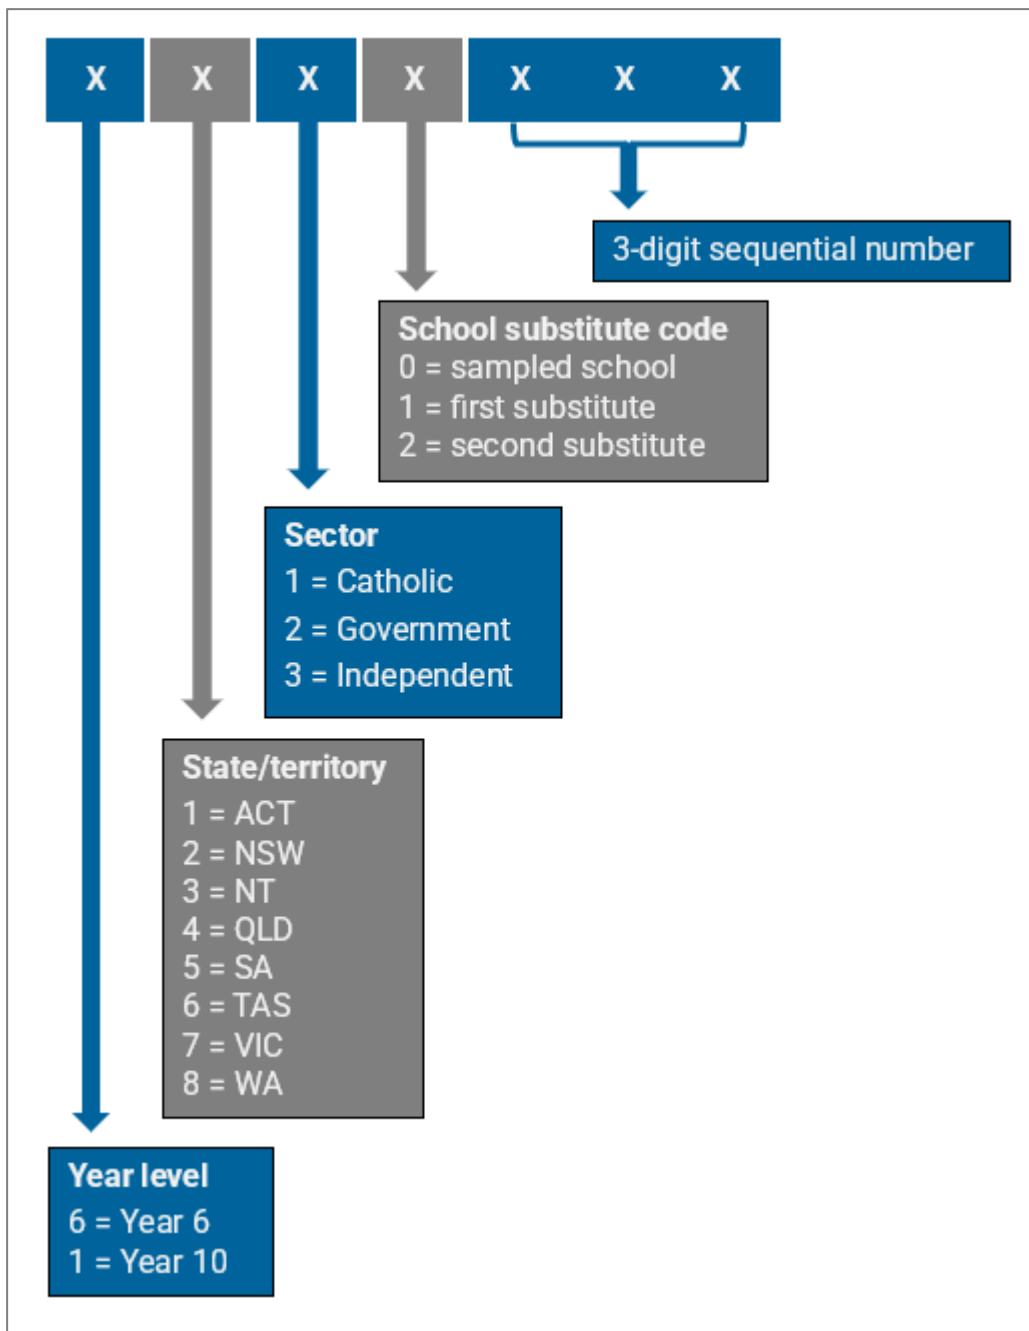 X X X X X X X
3-digit sequential number
School substitute code
0 = sampled school
1 = first substitute
2 = second substitute
Sector
1 = Catholic
2 = Government
3 = Independent
State/territory
1 = ACT
2 = NSW
3 = NT
4 = QLD
5 = SA
6 = TAS
7 = VIC
8 = WA
Year level
6 = Year 6
1 = Year 10